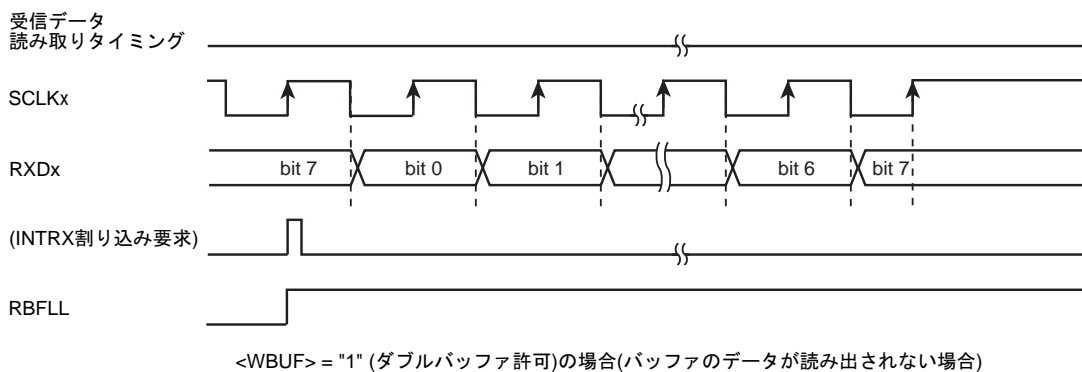 受信データ
読み取りタイミング
SCLKx
RXDx
bit 7
bit 0
bit 1
bit 6
bit 7
(INTRX割り込み要求)
RBFLL
<WBUF> = "1" (ダブルバッファ許可)の場合(バッファのデータが読み出されない場合)